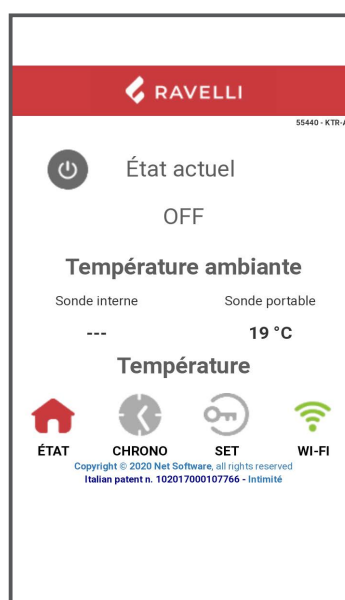 RAVELLI
55440 - KTR-A
État actuel
OFF
Température ambiante
Sonde interne Sonde portable
--- 19 °C
Température
ÉTAT CHRONO SET WI-FI
Copyright © 2020 Net Software, all rights reserved
Italian patent n. 102017000107766 - Intimité